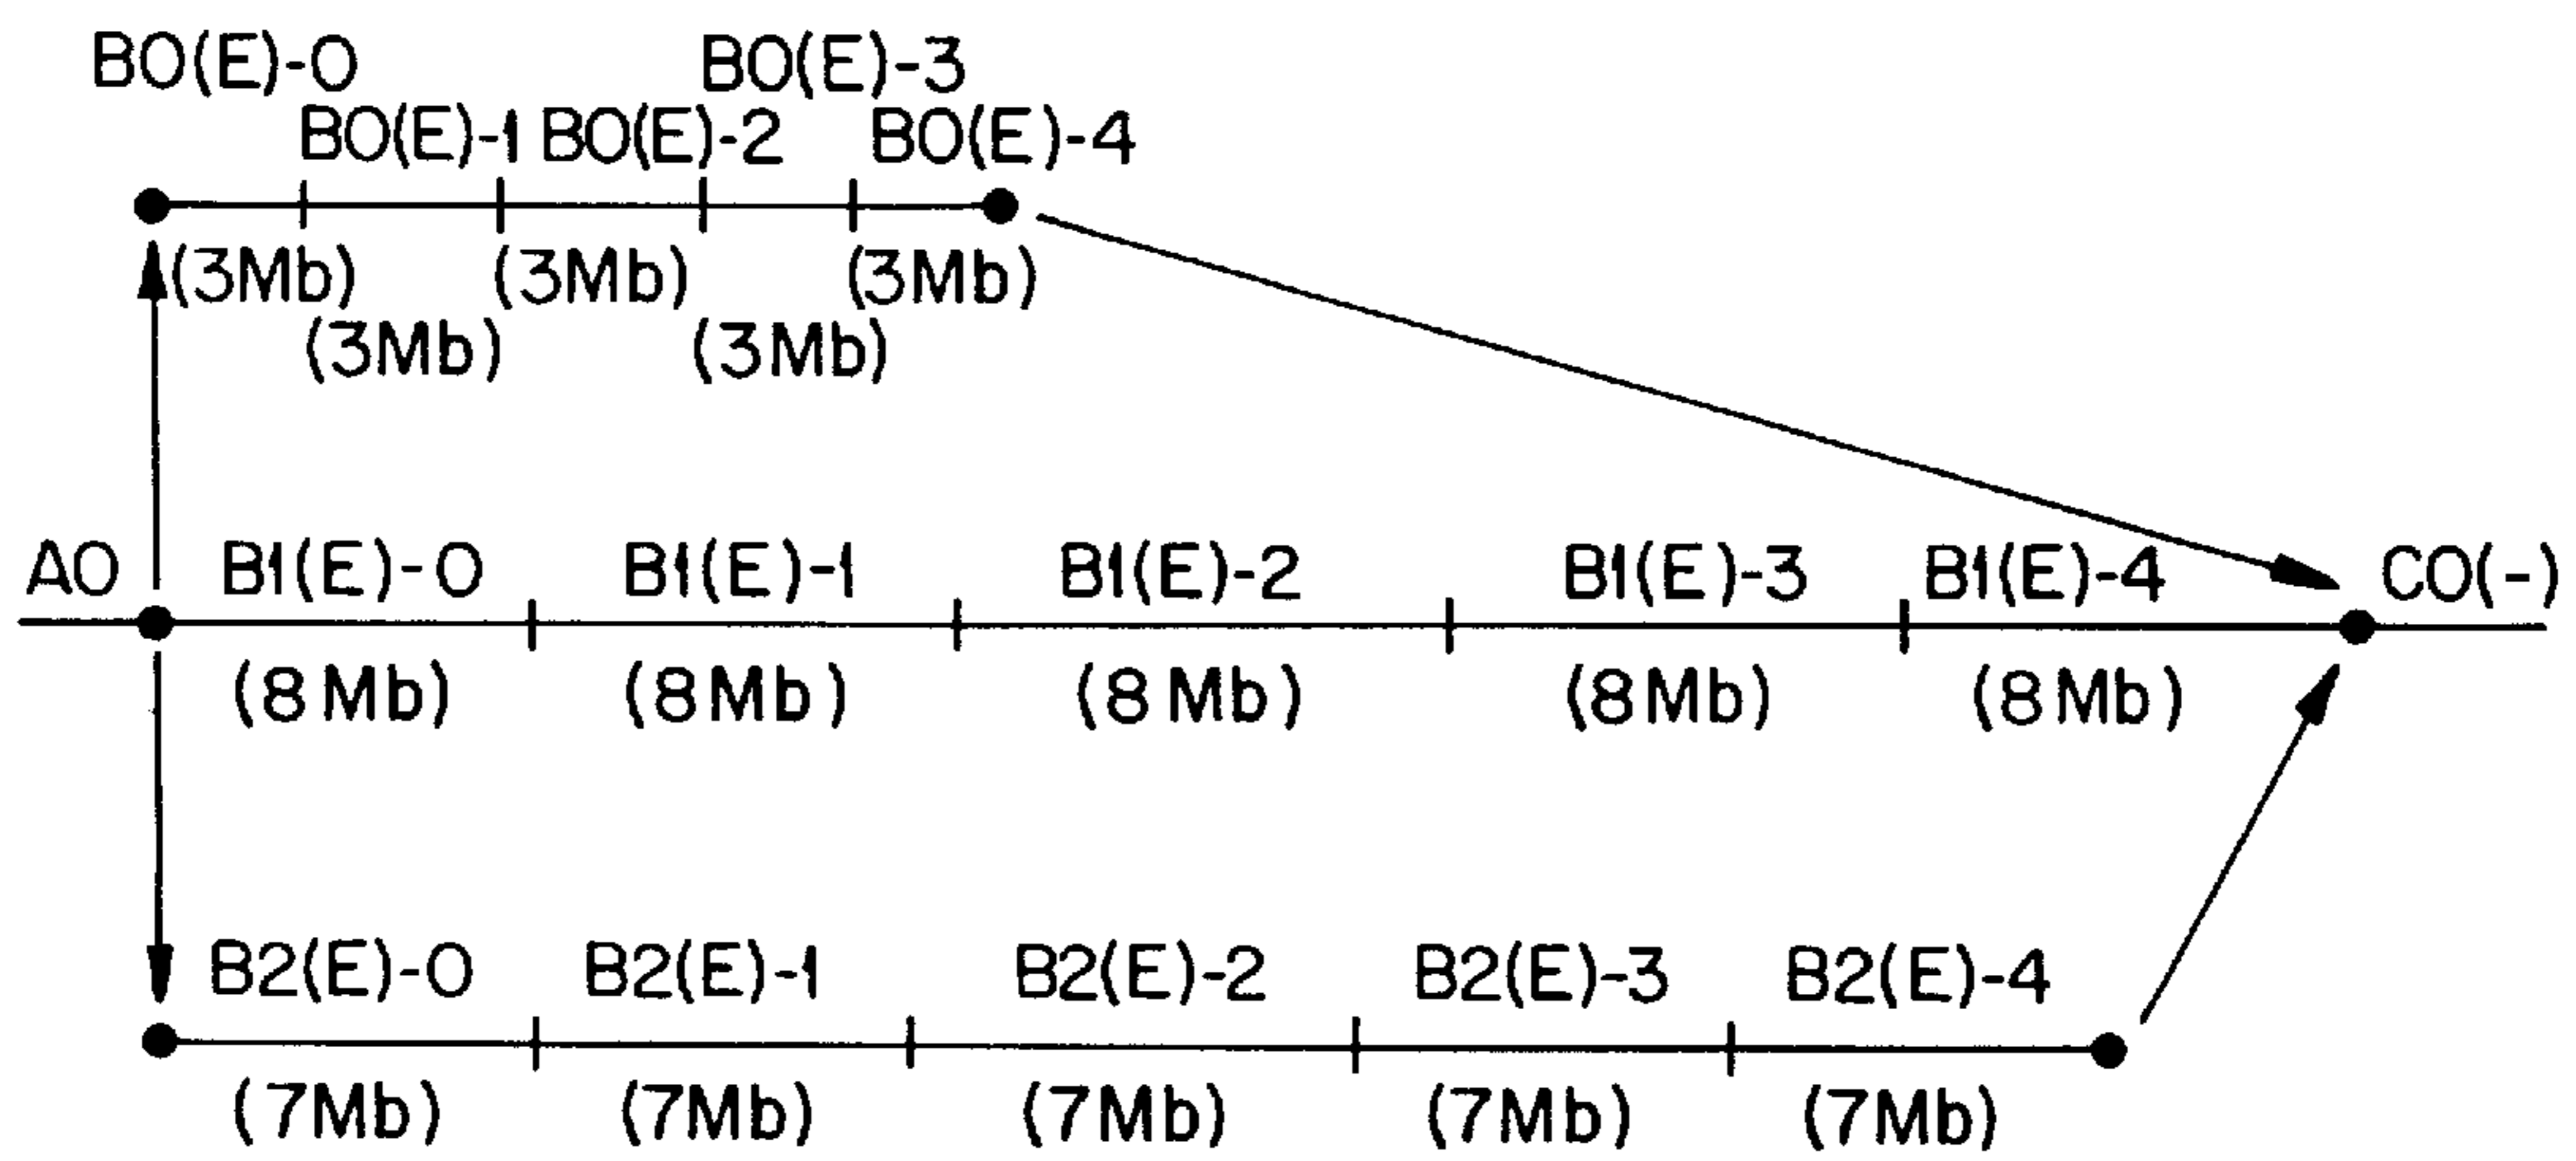 BO(E)-0 BO(E)-3
BO(E)-1 BO(E)-2 BO(E)-4
(3Mb) (3Mb) (3Mb)
(3Mb) (3Mb)
AO B1(E)-0 B1(E)-1 B1(E)-2 B1(E)-3 B1(E)-4 CO(-)
(8Mb) (8Mb) (8Mb) (8Mb) (8Mb)
B2(E)-0 B2(E)-1 B2(E)-2 B2(E)-3 B2(E)-4
(7Mb) (7Mb) (7Mb) (7Mb) (7Mb)